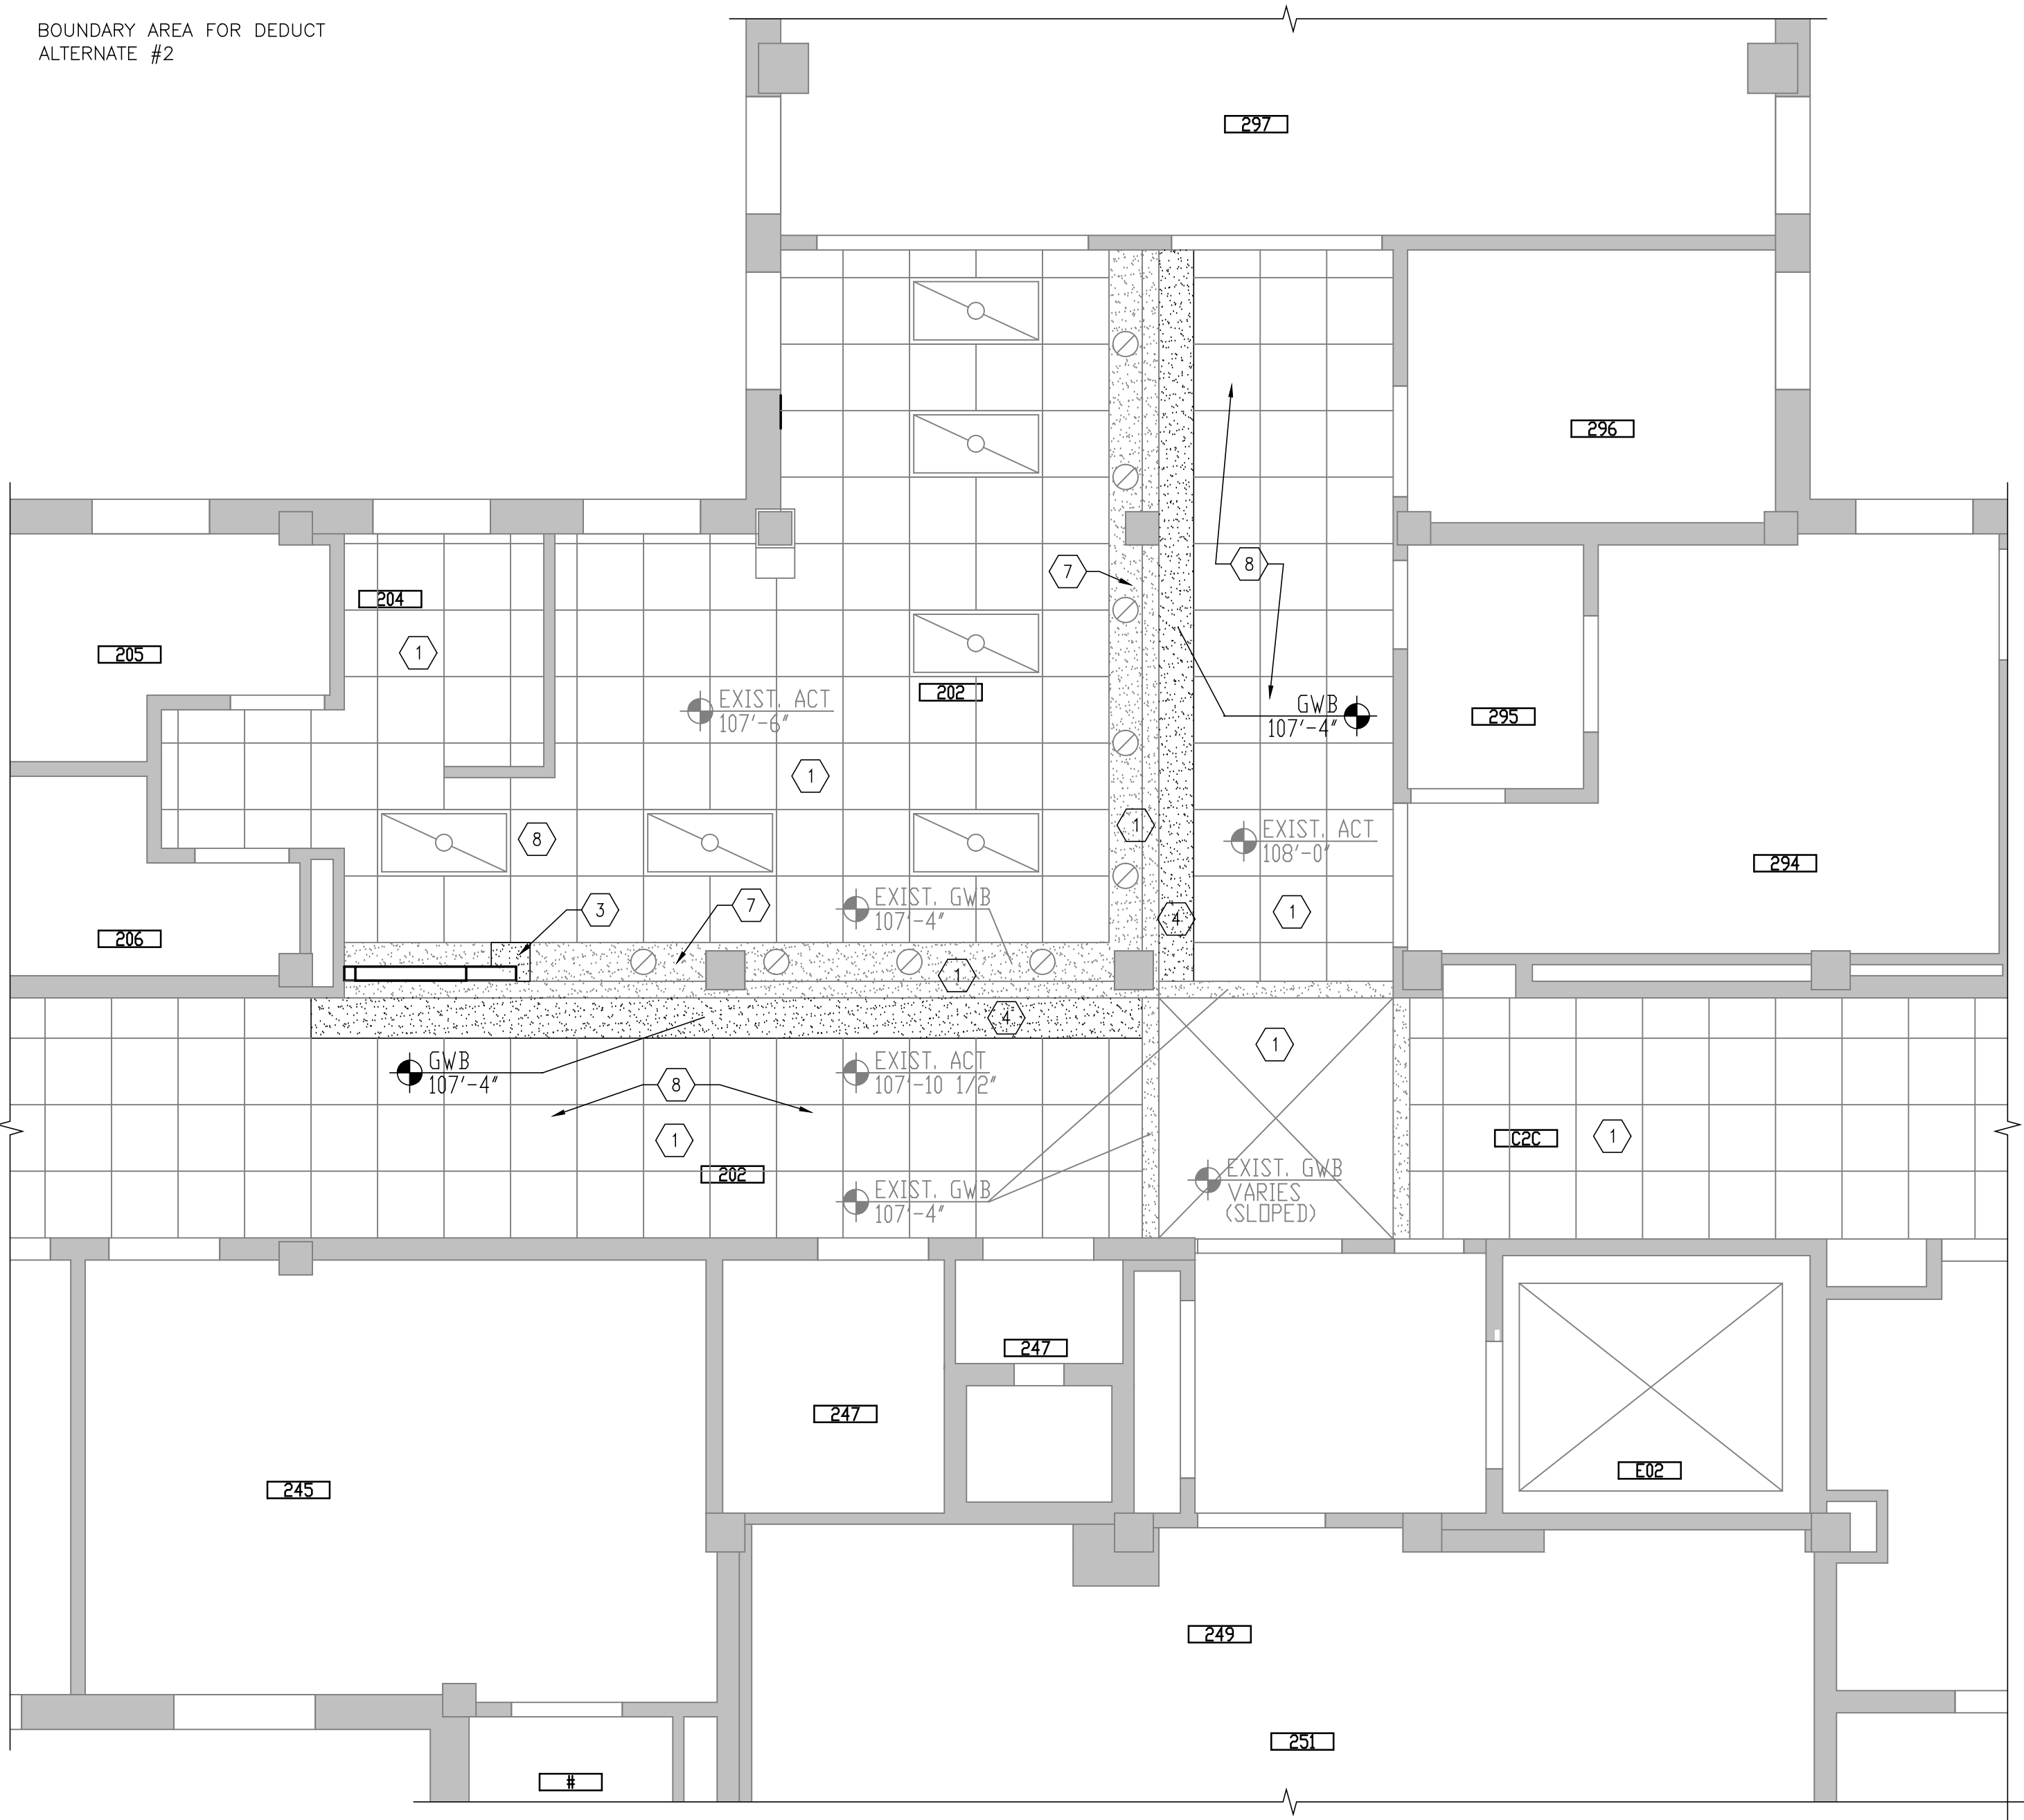 BOUNDARY AREA FOR DEDUCT
ALTERNATE #2
297
296
8
7
204
1
205
202
EXIST. ACT
107'-6"
GWB
107'-4"
295
1
1
8
EXIST. ACT
108'-0"
294
EXIST. GWB
107'-4"
7
3
1
4
206
1
4
1
GWB
107'-4"
EXIST. ACT
107'-10 1/2"
8
1
C2C
1
202
EXIST. GWB
107'-4"
EXIST. GWB
VARIES
(SLOPED)
247
247
E02
245
249
251
#